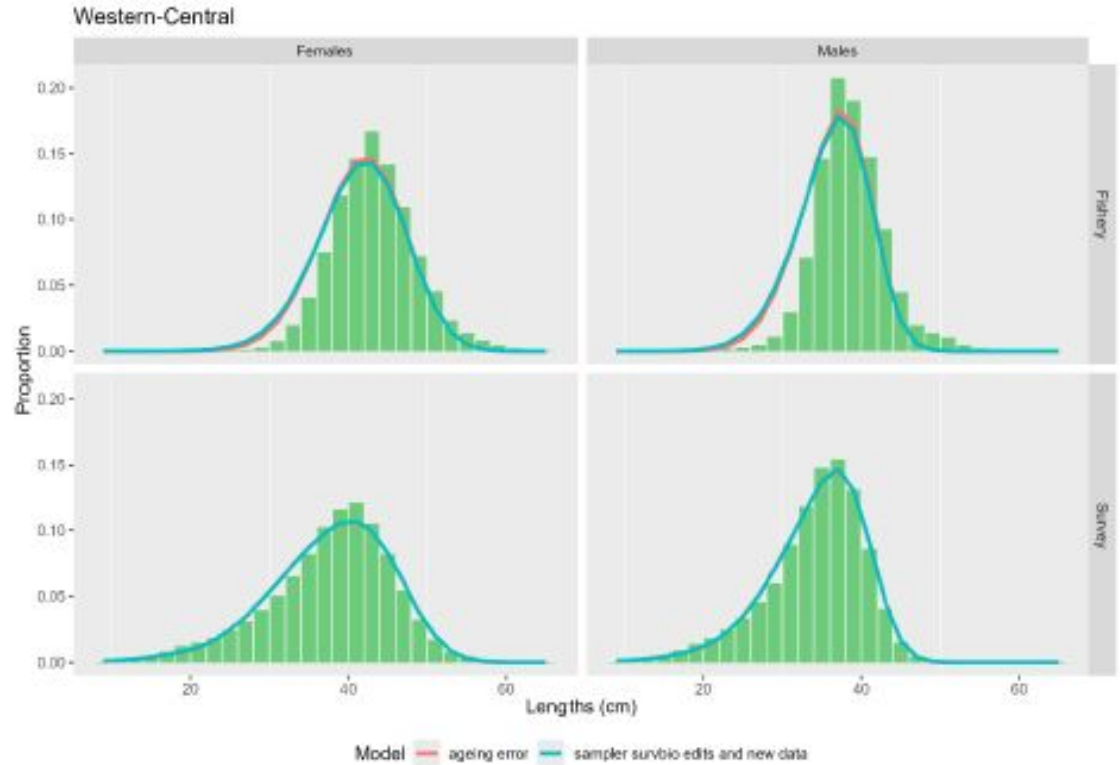 Western-Central
Females
Males
0.20
0.15
0.10
0.05
0.00
Fishery
Proportion
0.20
0.15
0.10
0.05
0.00
Survey
20
40
60
20
40
60
Lengths (cm)
Model ageing error sampler survbio edits and new data